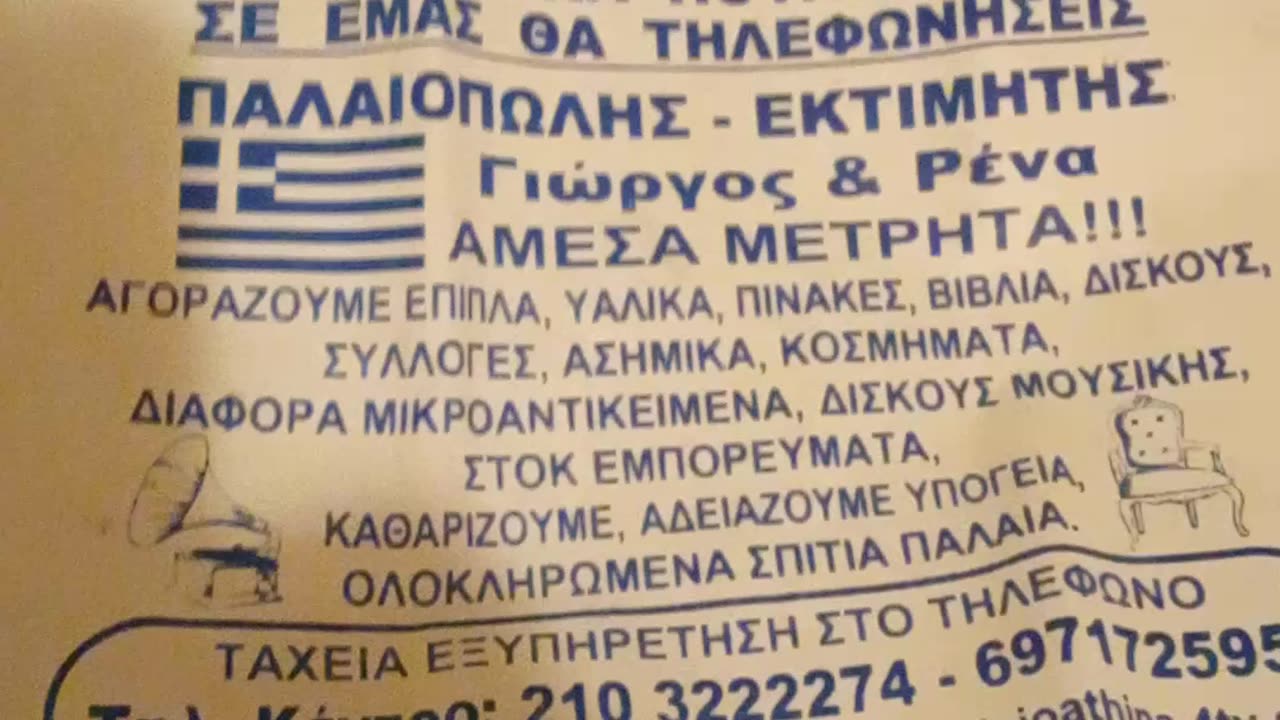 ΣΕ ΕΜΑΣ ΘΑ ΤΗΛΕΦΩΝΗΣΕΙΣ
ΠΑΛΑΙΟΠΩΛΗΣ - ΕΚΤΙΜΗΤΗΣ
Γιώργος & Ρένα
ΑΜΕΣΑ ΜΕΤΡΗΤΑ!!!
ΑΓΟΡΑΖΟΥΜΕ ΕΠΙΠΛΑ, ΥΑΛΙΚΑ, ΠΙΝΑΚΕΣ, ΒΙΒΛΙΑ, ΔΙΣΚΟΥΣ,
ΣΥΛΛΟΓΕΣ, ΑΣΗΜΙΚΑ, ΚΟΣΜΗΜΑΤΑ,
ΔΙΑΦΟΡΑ ΜΙΚΡΟΑΝΤΙΚΕΙΜΕΝΑ, ΔΙΣΚΟΥΣ ΜΟΥΣΙΚΗΣ,
ΣΤΟΚ ΕΜΠΟΡΕΥΜΑΤΑ,
ΚΑΘΑΡΙΖΟΥΜΕ, ΑΔΕΙΑΖΟΥΜΕ ΥΠΟΓΕΙΑ,
ΟΛΟΚΛΗΡΩΜΕΝΑ ΣΠΙΤΙΑ ΠΑΛΑΙΑ.
ΤΑΧΕΙΑ ΕΞΥΠΗΡΕΤΗΣΗ ΣΤΟ ΤΗΛΕΦΩΝΟ
Τηλ. Κέντρο: 210 3222274 - 697172595